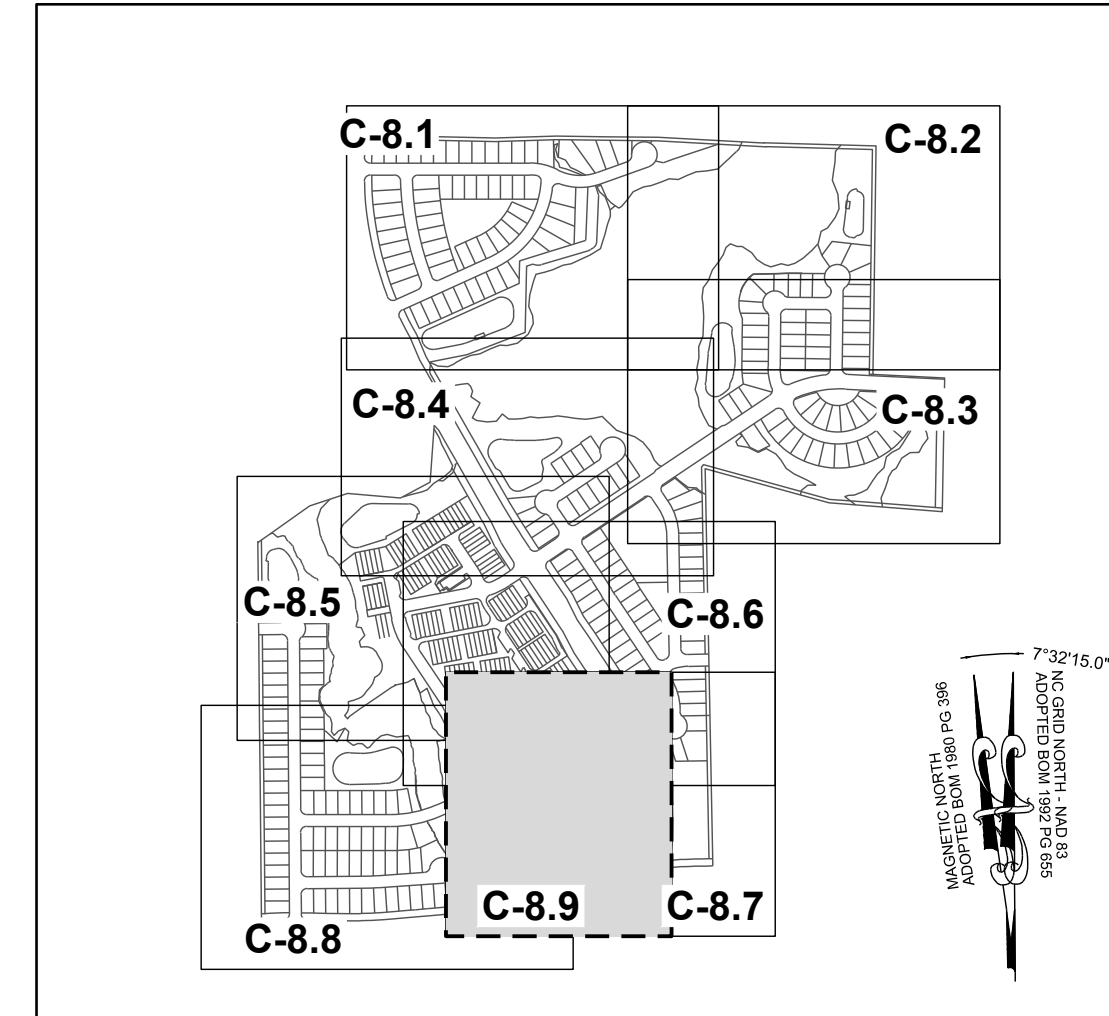 C-8.1
C-8.2
C-8.4
C-8.3
C-8.5
C-8.6
C-8.9
C-8.7
C-8.8
7°32'15.0"
MAGNETIC NORTH
ADOPTED BOM 1980 PG 396
NC GRID NORTH - NAD 83
ADOPTED BOM 1992 PG 655